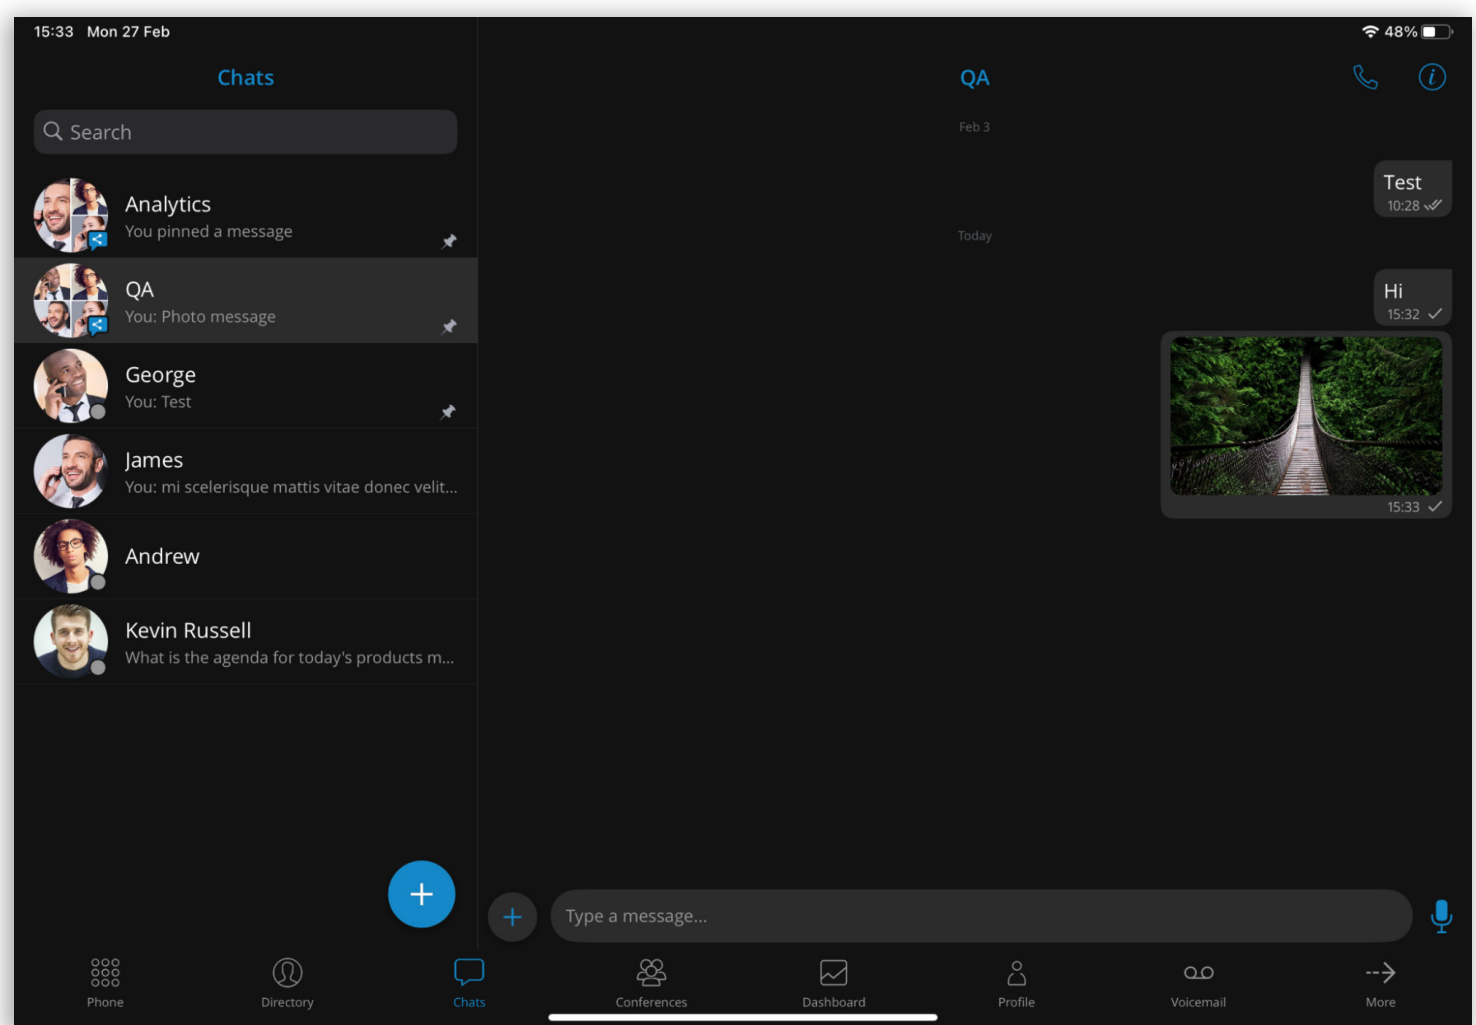 15:33 Mon 27 Feb
48%
Chats
Search
Analytics
You pinned a message
QA
You: Photo message
George
You: Test
James
You: mi scelerisque mattis vitae donec velit...
Andrew
Kevin Russell
What is the agenda for today's products m...
QA
Feb 3
Test
10:28
Today
Hi
15:32
15:33
Type a message...
Phone
Directory
Chats
Conferences
Dashboard
Profile
Voicemail
More